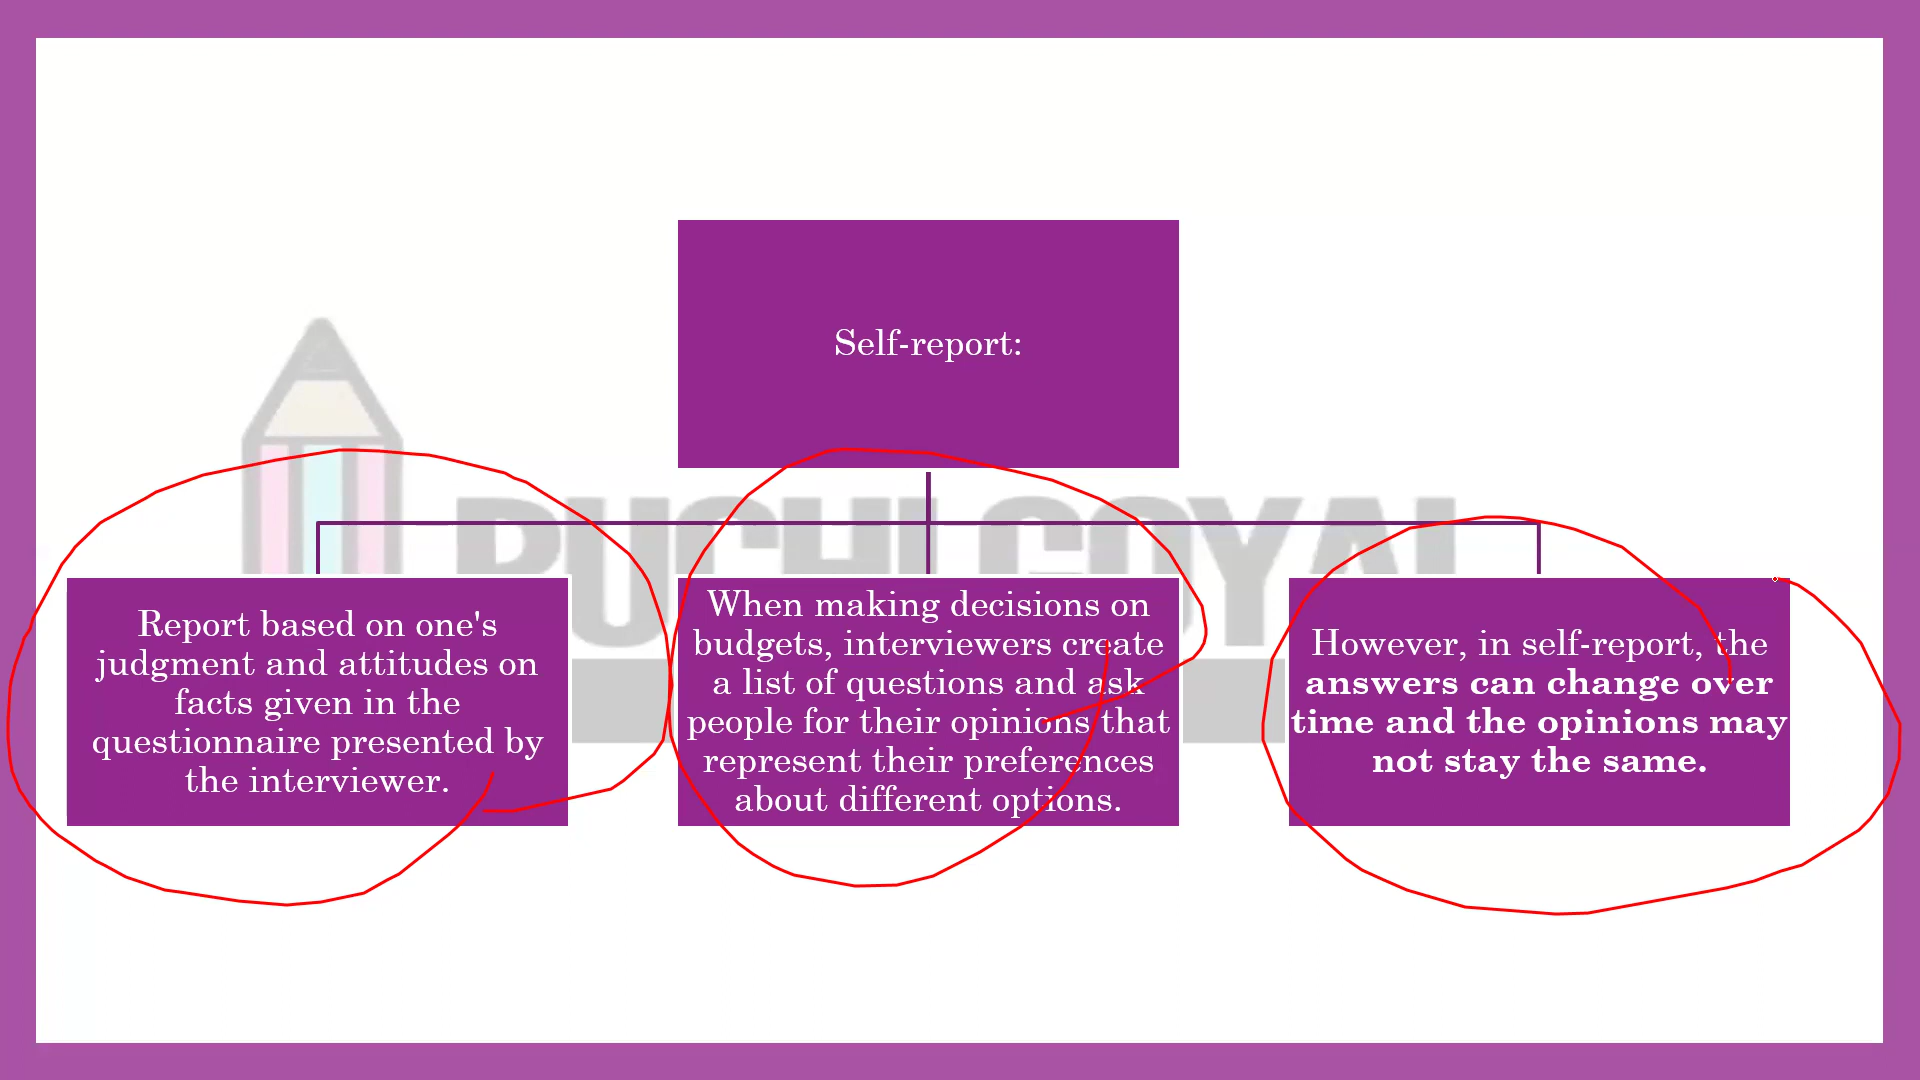 Self-report:
Report based on one's
judgment and attitudes on
facts given in the
questionnaire presented by
the interviewer.
When making decisions on
budgets, interviewers create
a list of questions and ask
people for their opinions that
represent their preferences
about different options.
However, in self-report, the
answers can change over
time and the opinions may
not stay the same.